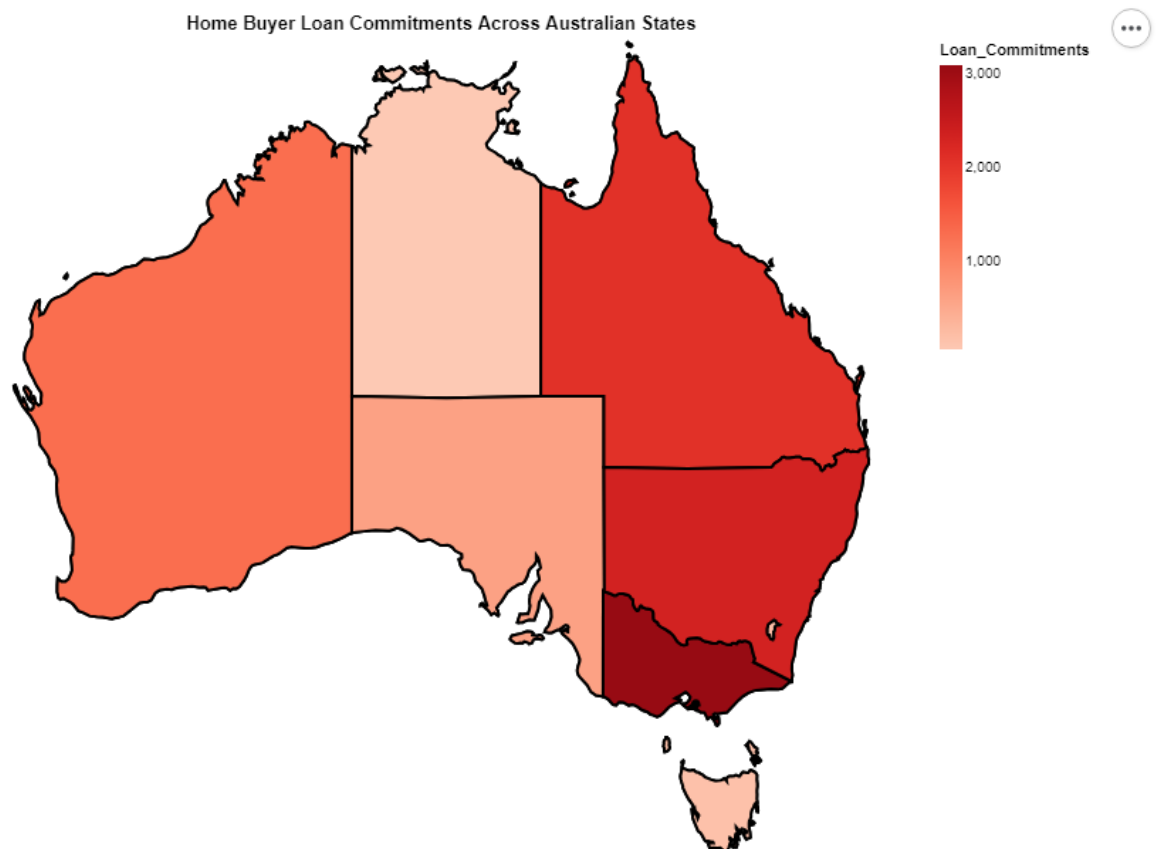 Home Buyer Loan Commitments Across Australian States
Loan_Commitments
3,000
2,000
1,000